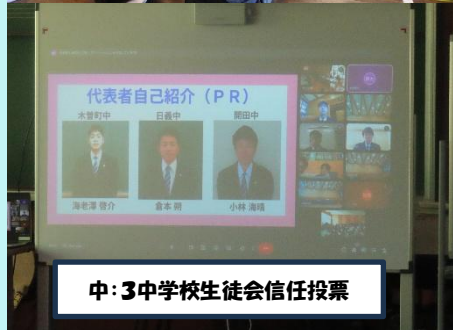 代表者自己紹介（PR）
木曽町中 日義中 開田中
海老澤 啓介 倉本 朔 小林 海晴
中：3中学校生徒会信任投票